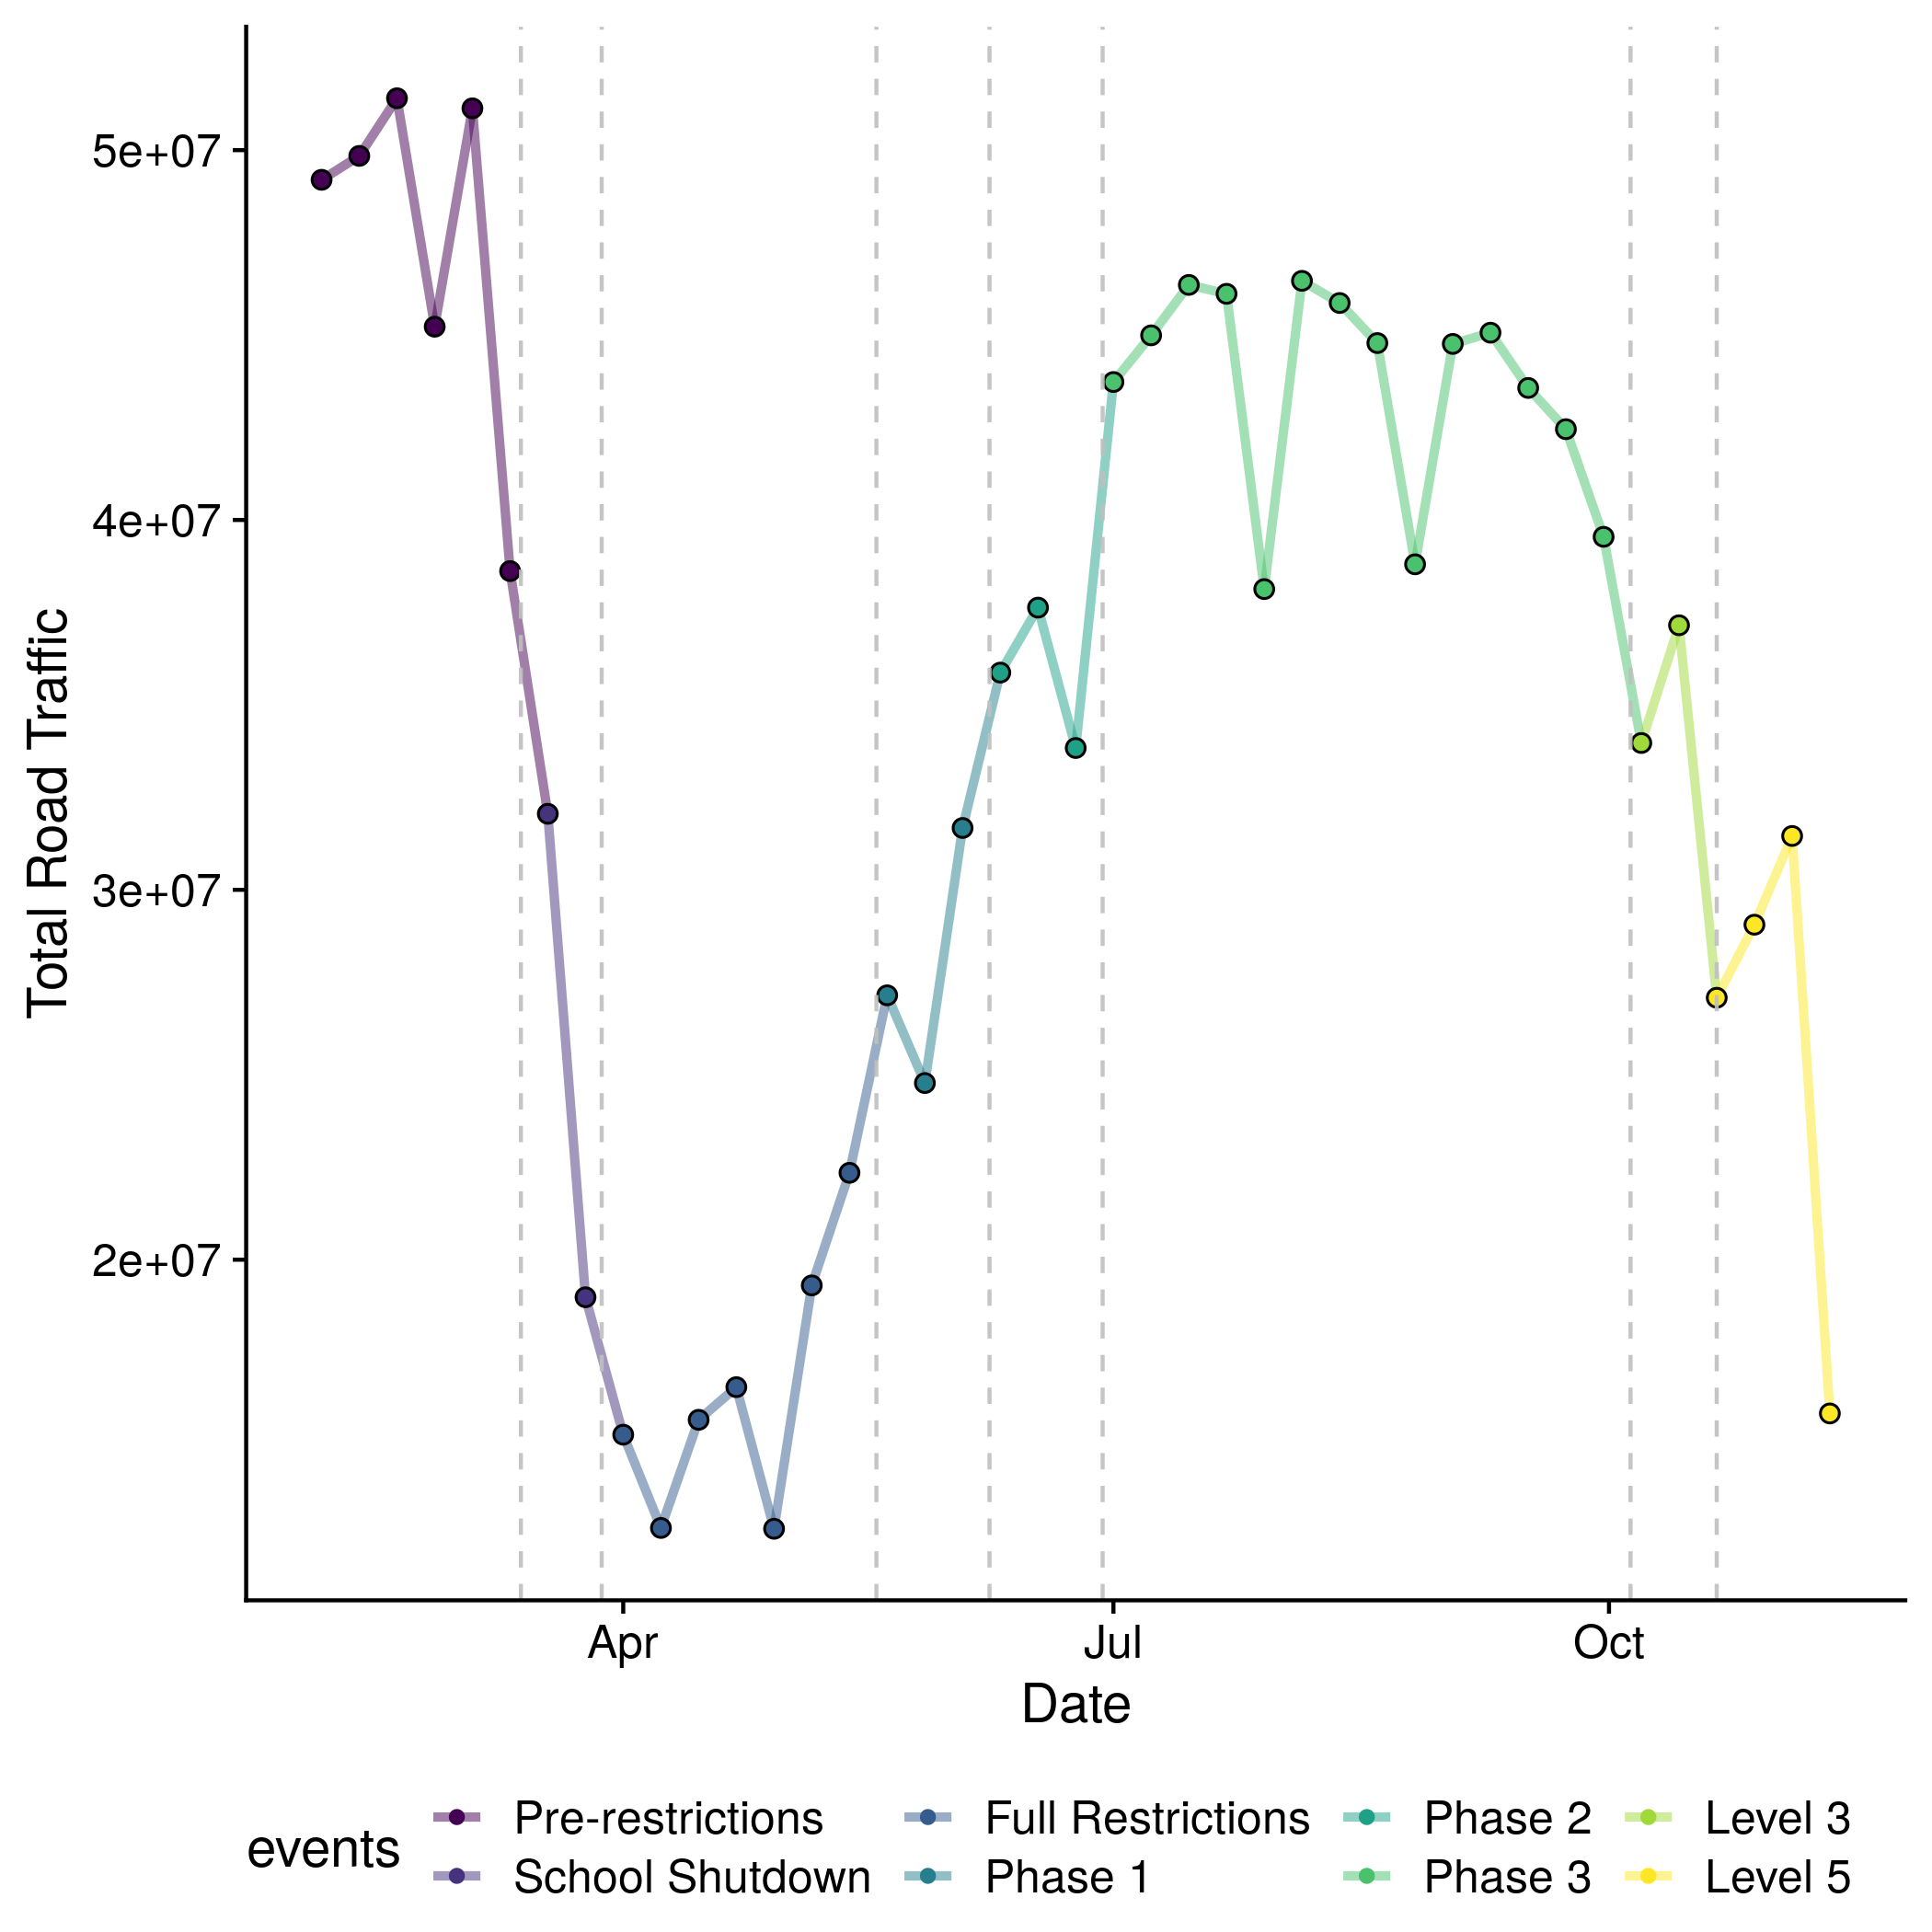 5e+07
4e+07
3e+07
2e+07
Total Road Traffic
Apr Jul Oct
Date
events
Pre-restrictions Full Restrictions Phase 2 Level 3
School Shutdown Phase 1 Phase 3 Level 5